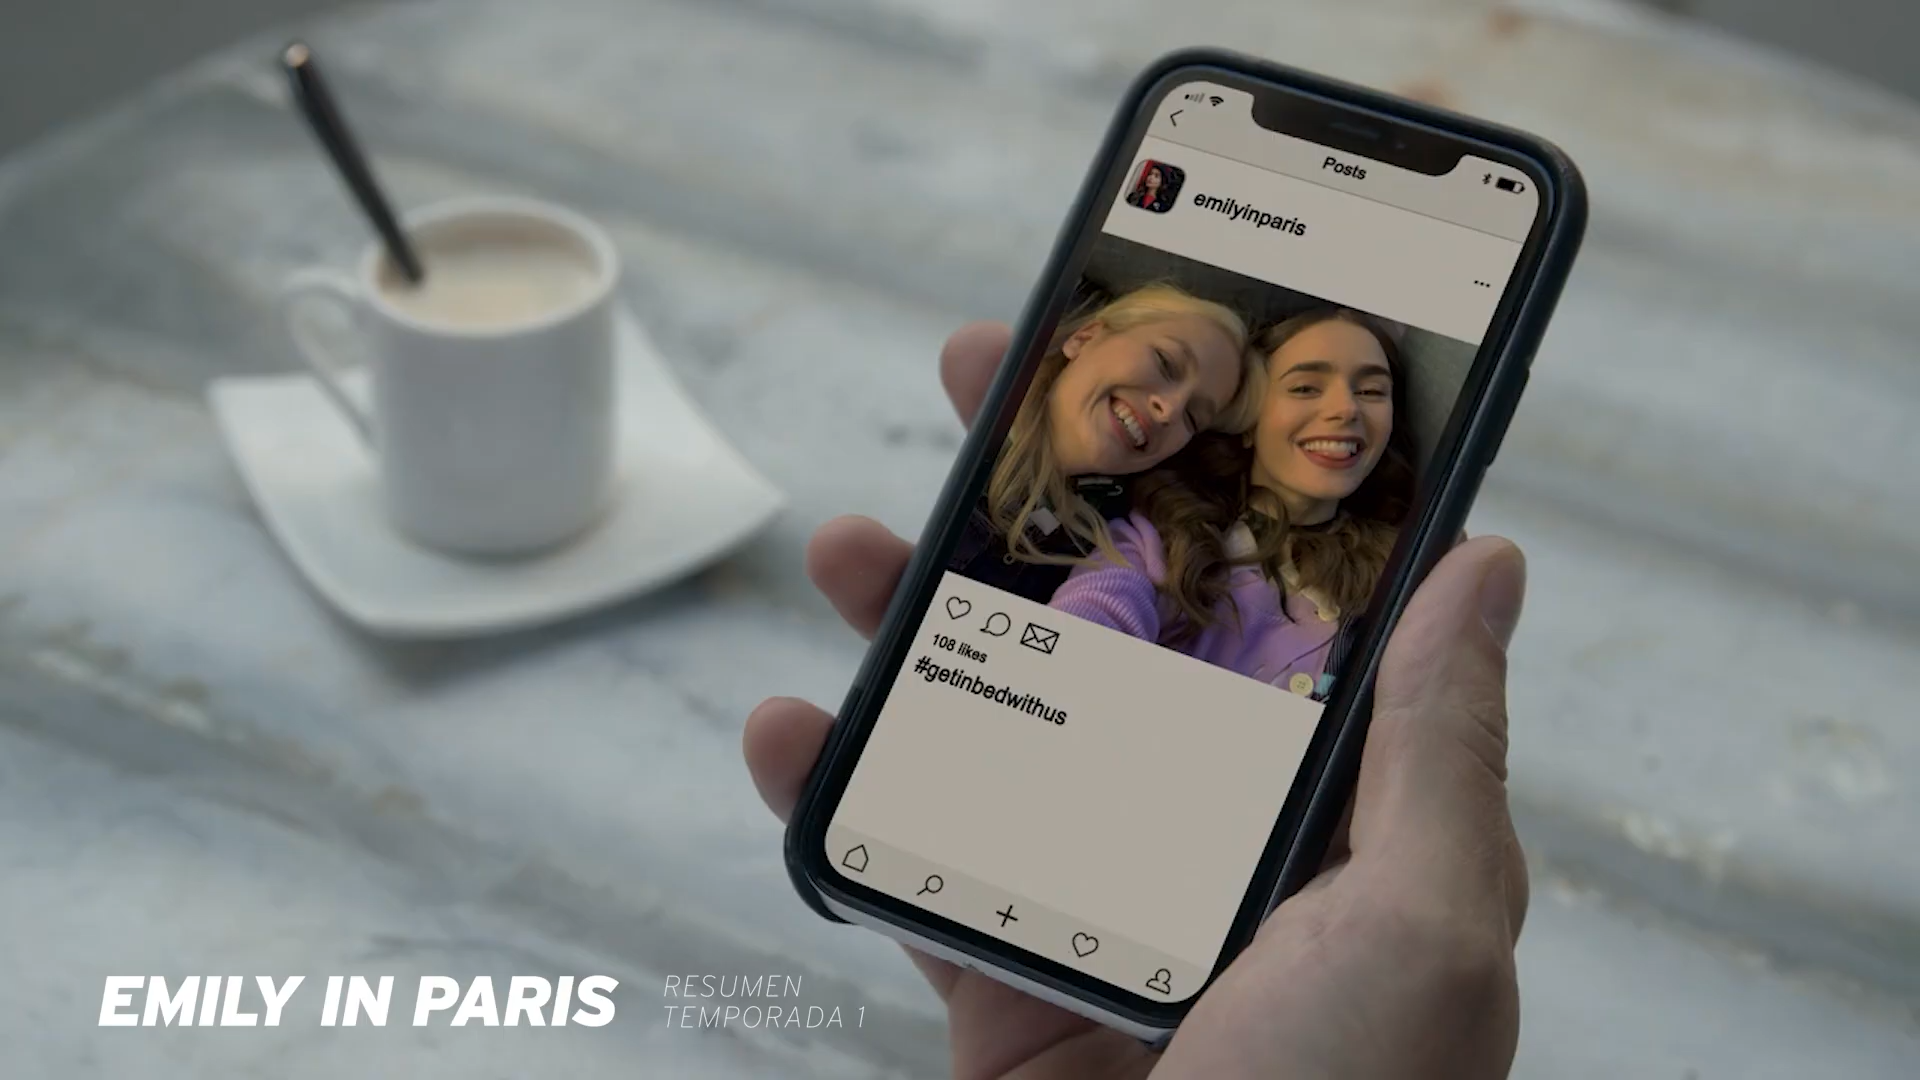 Posts
emilyinparis
108 likes
#getinbedwithus
EMILY IN PARIS
RESUMEN
TEMPORADA 1